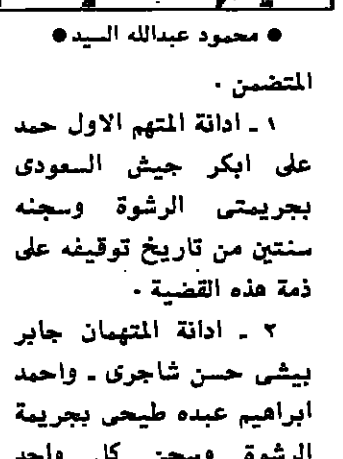 ● محمود عبدالله السيد ●
المتضمن ٠
١ ـ ادانة المتهم الاول حمد
على ابكر جيش السعودى
بجريمتى الرشوة وسجنه
سنتين من تاريخ توقيفه على
ذمة هذه القضية ٠
٢ ـ ادانة المتهمان جابر
بيشى حسن شاجرى ـ واحمد
ابراهيم عبده طيحى بجريمة
الرشوة وسجن كل واحد